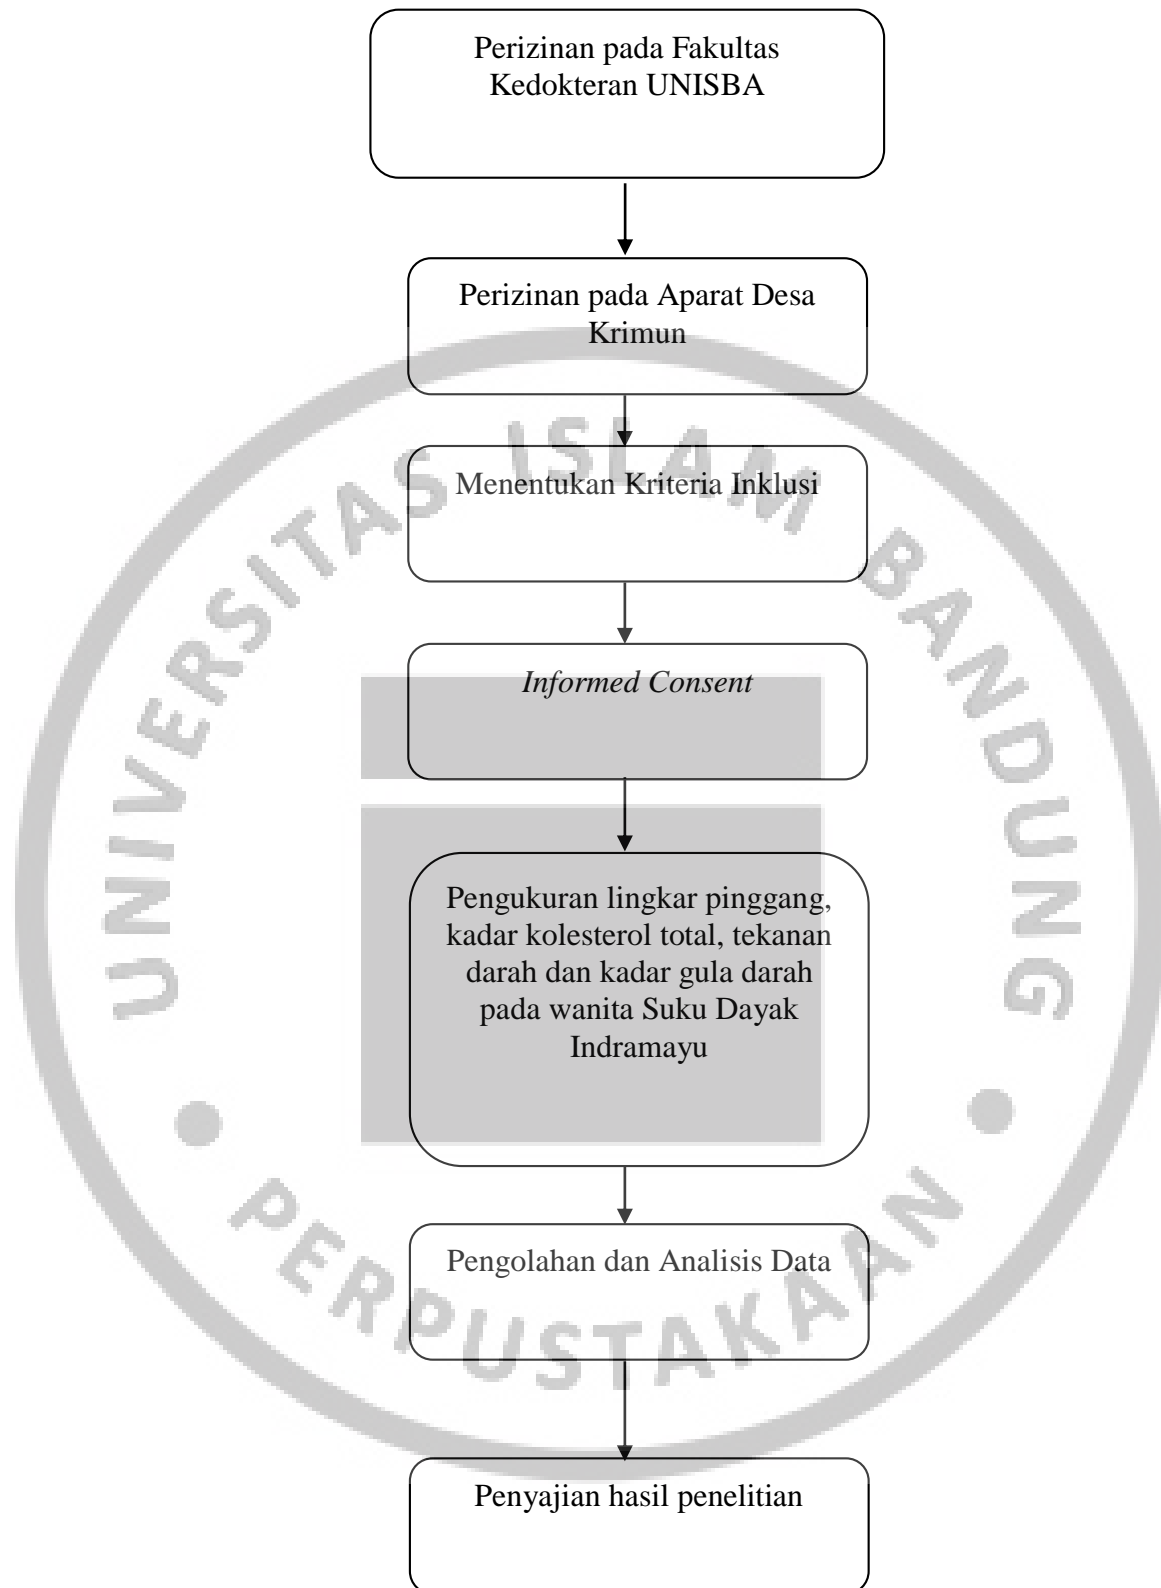 Perizinan pada Fakultas
Kedokteran UNISBA
Perizinan pada Aparat Desa
Krimun
Menentukan Kriteria Inklusi
Informed Consent
Pengukuran lingkar pinggang,
kadar kolesterol total, tekanan
darah dan kadar gula darah
pada wanita Suku Dayak
Indramayu
Pengolahan dan Analisis Data
Penyajian hasil penelitian
UNIVERSITAS ISLAM BANDUNG
PERPUSTAKAAN